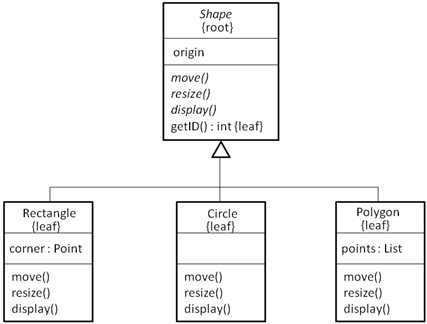 Shape
{root}
origin
move()
resize()
display()
getID() : int {leaf}
Rectangle
{leaf}
corner : Point
move()
resize()
display()
Circle
{leaf}
move()
resize()
display()
Polygon
{leaf}
points : List
move()
resize()
display()